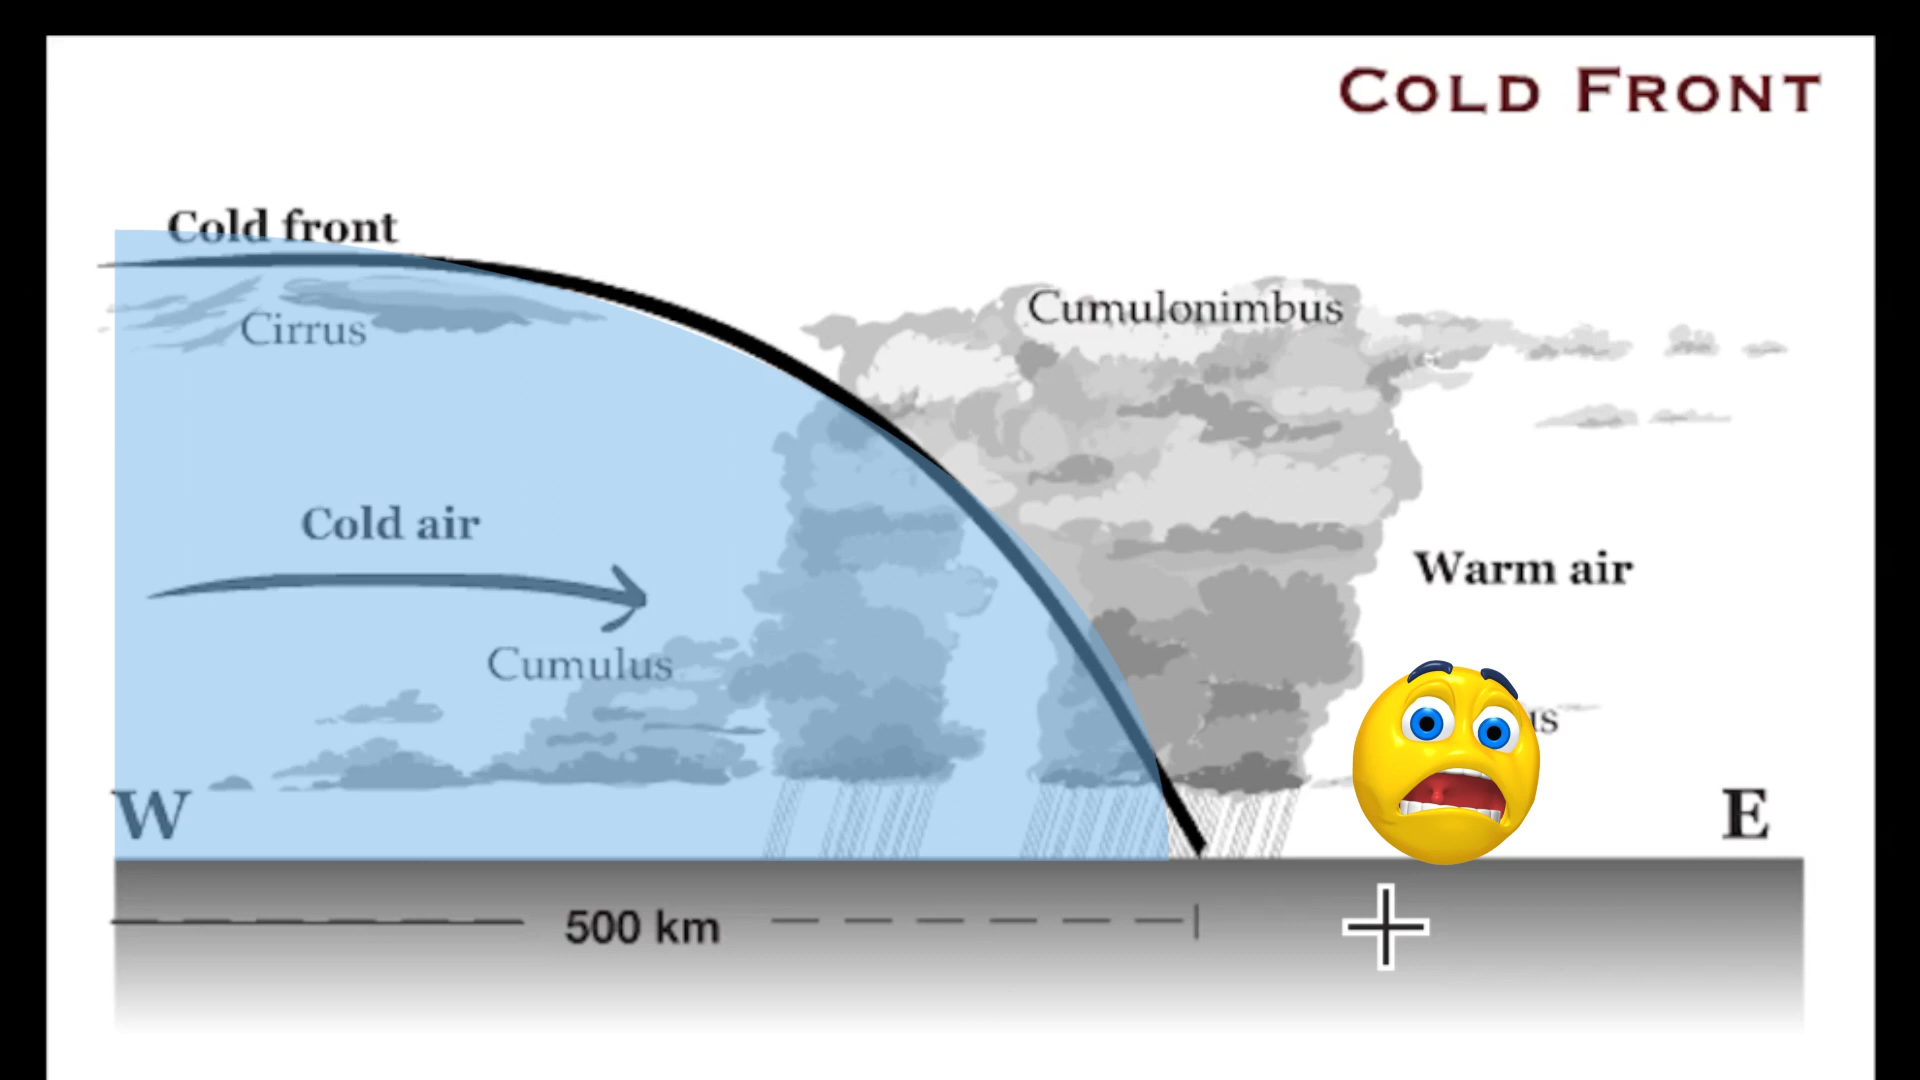 COLD FRONT
Cold front
Cumulonimbus
Cirrus
Cold air
Warm air
Cumulus
W
E
500 km